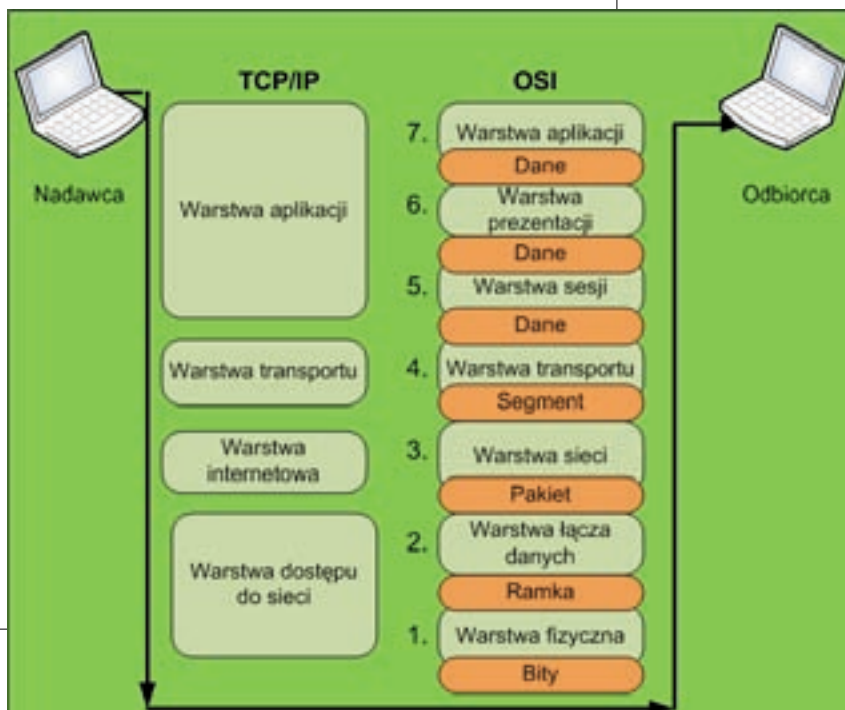 TCP/IP
OSI
Nadawca
Odbiorca
Warstwa aplikacji
Warstwa transportu
Warstwa
internetowa
Warstwa dostępu
do sieci
7. Warstwa aplikacji
Dane
6. Warstwa
prezentacji
Dane
5. Warstwa sesji
Dane
4. Warstwa transportu
Segment
3. Warstwa sieci
Pakiet
2. Warstwa łącza
danych
Ramka
1. Warstwa fizyczna
Bity